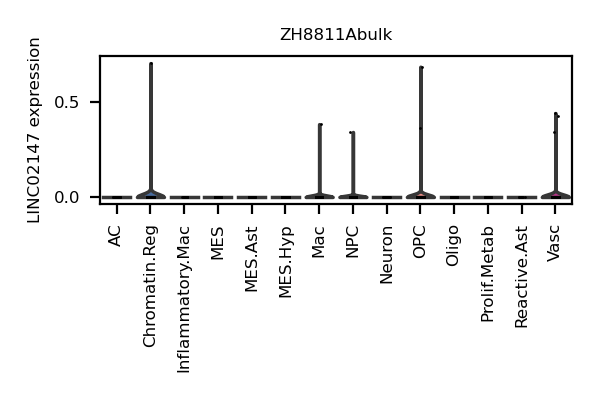 ZH8811Abulk
LINC02147 expression
0.5
0.0
AC
Chromatin.Reg
Inflammatory.Mac
MES
MES.Ast
MES.Hyp
Mac
NPC
Neuron
OPC
Oligo
Prolif.Metab
Reactive.Ast
Vasc